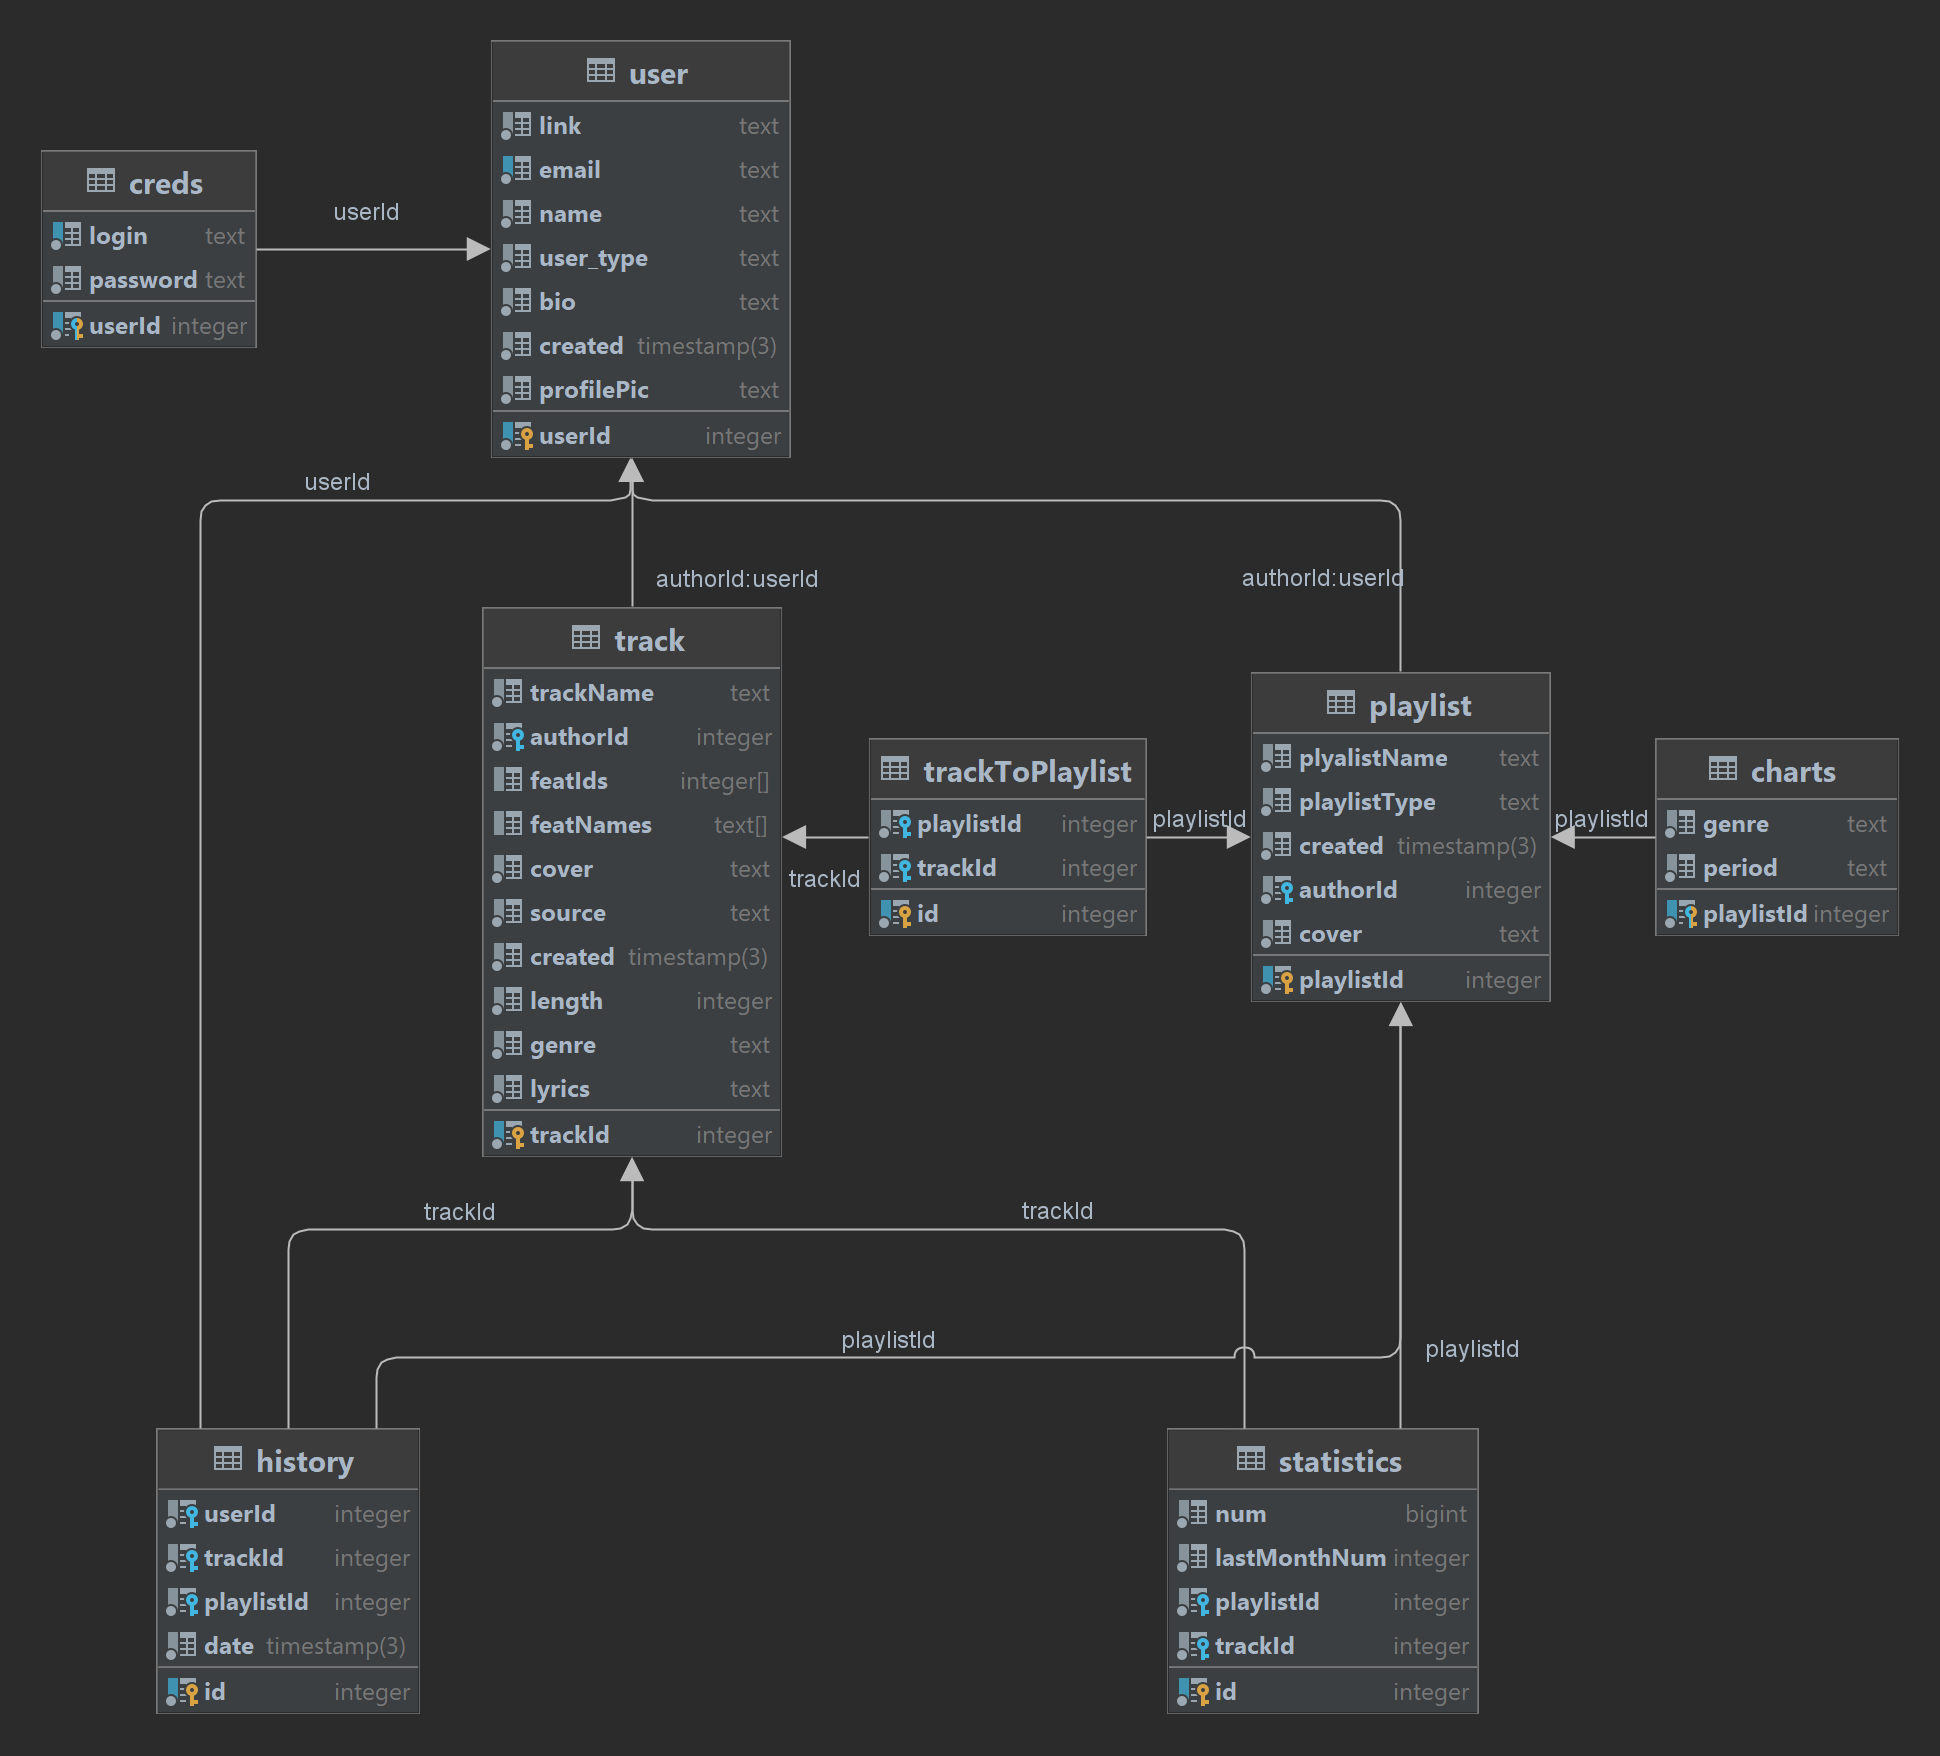 user
link text
email text
name text
user_type text
bio text
created timestamp(3)
profilePic text
userId integer
creds
login text
password text
userId integer
userId
userId
authorId:userId
authorId:userId
track
trackName text
authorId integer
featIds integer[]
featNames text[]
cover text
source text
created timestamp(3)
length integer
genre text
lyrics text
trackId integer
trackToPlaylist
playlistId integer
trackId integer
id integer
trackId
playlistId
playlist
plyalistName text
playlistType text
created timestamp(3)
authorId integer
cover text
playlistId integer
playlistId
charts
genre text
period text
playlistId integer
trackId
trackId
playlistId
playlistId
history
userId integer
trackId integer
playlistId integer
date timestamp(3)
id integer
statistics
num bigint
lastMonthNum integer
playlistId integer
trackId integer
id integer